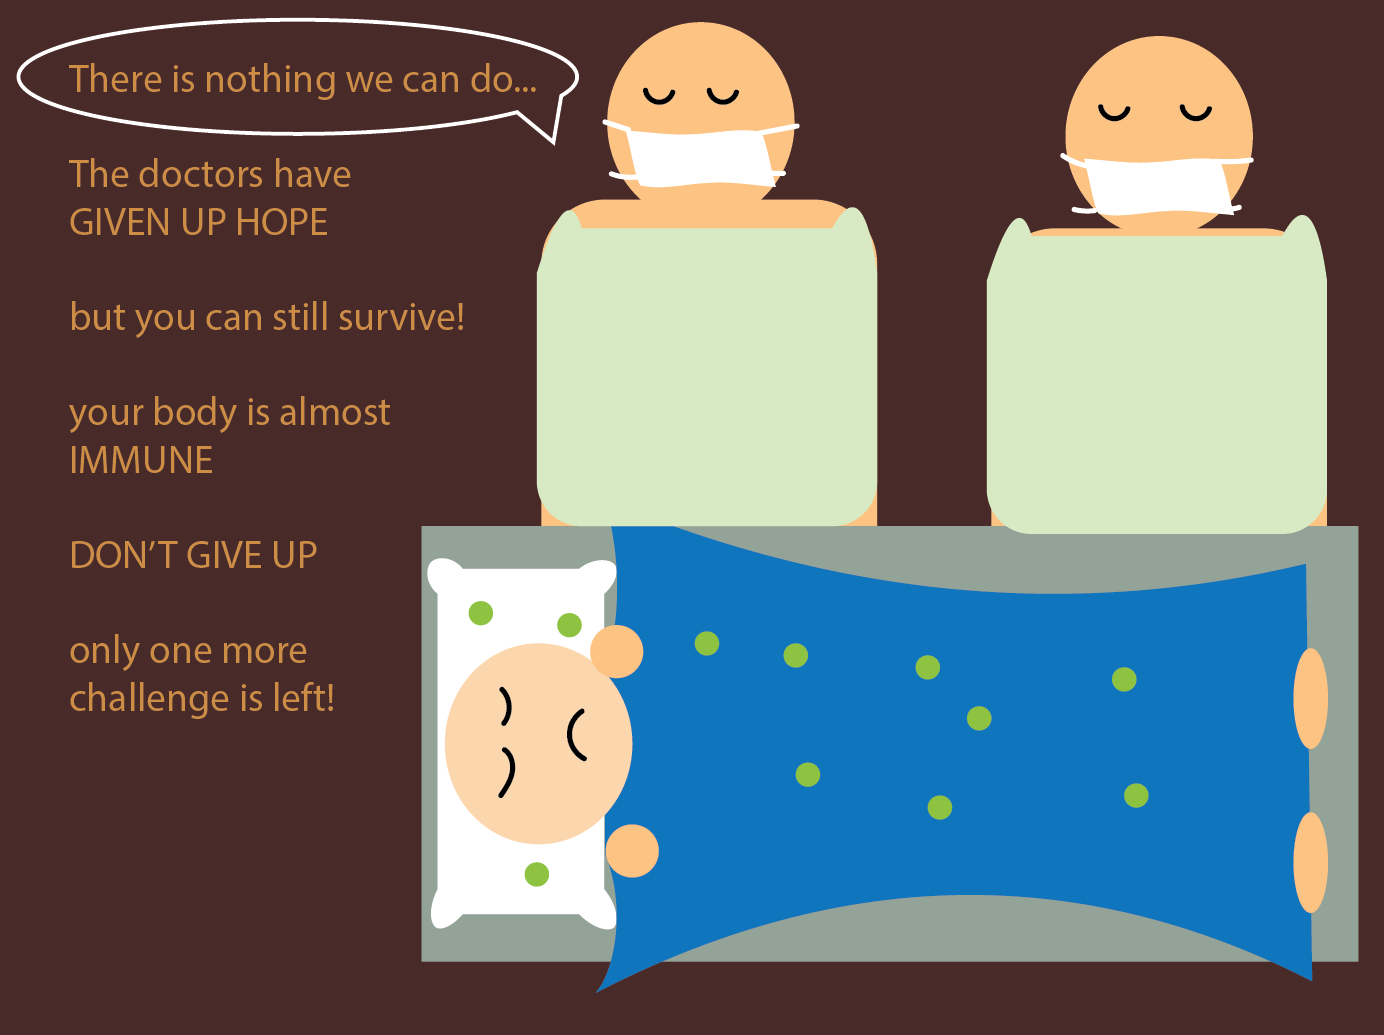 There is nothing we can do...
The doctors have
GIVEN UP HOPE
but you can still survive!
your body is almost
IMMUNE
DON'T GIVE UP
only one more
challenge is left!